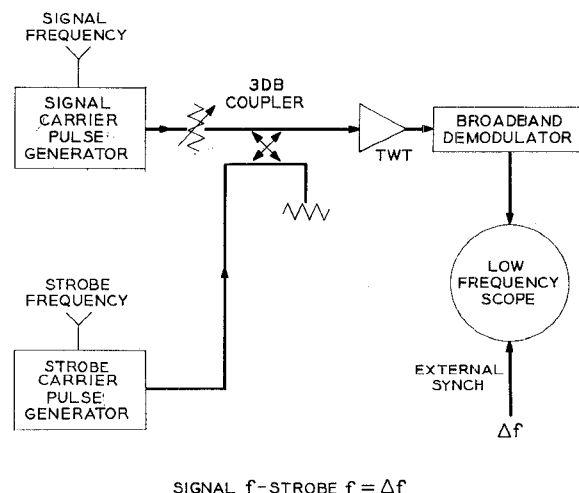 SIGNAL
FREQUENCY
SIGNAL
CARRIER
PULSE
GENERATOR
3DB
COUPLER
TWT
BROADBAND
DEMODULATOR
LOW
FREQUENCY
SCOPE
STROBE
FREQUENCY
STROBE
CARRIER
PULSE
GENERATOR
EXTERNAL
SYNCH
Δf
SIGNAL f-STROBE f = Δf